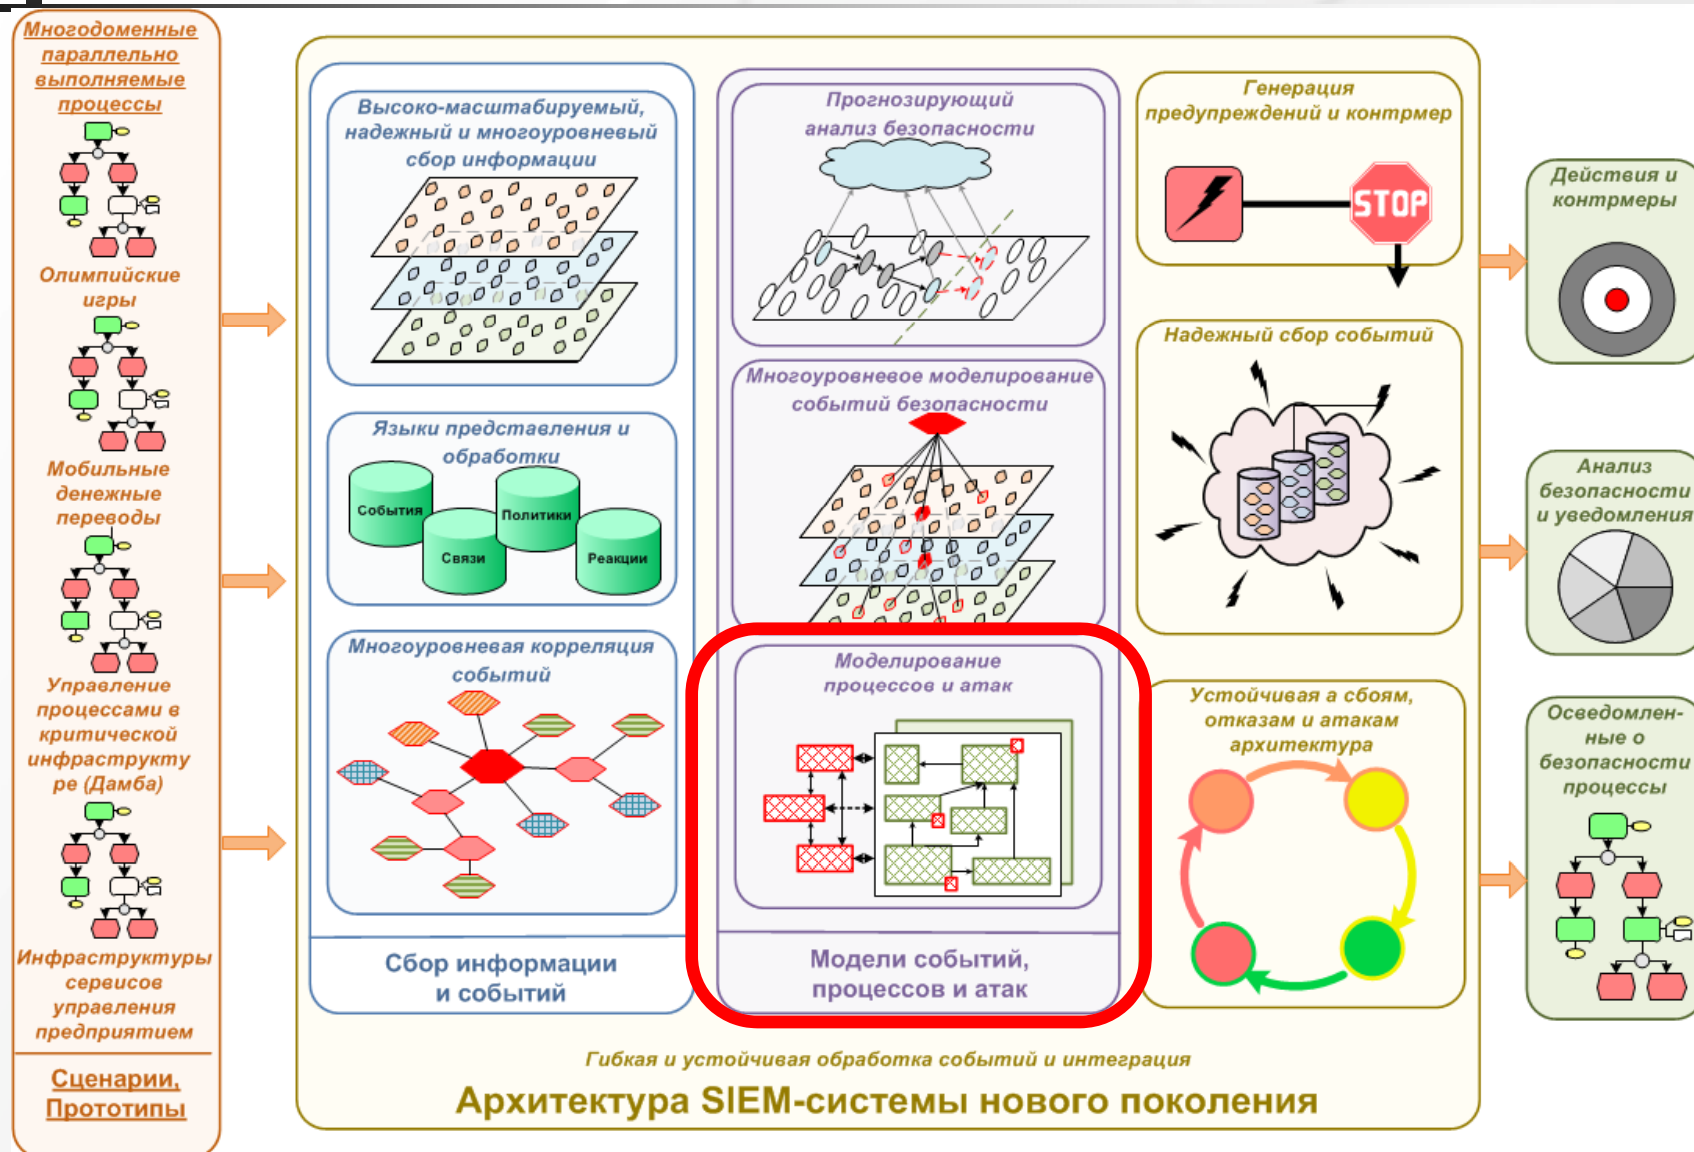 Многодоменные
параллельно
выполняемые
процессы
Олимпийские
игры
Мобильные
денежные
переводы
Управление
процессами в
критической
инфраструкту
ре (Дамба)
Инфраструктуры
сервисов
управления
предприятием
Сценарии,
Прототипы
Высоко-масштабируемый,
надежный и многоуровневый
сбор информации
Языки представления и
обработки
События
Связи
Политики
Реакции
Многоуровневая корреляция
событий
Сбор информации
и событий
Прогнозирующий
анализ безопасности
Многоуровневое моделирование
событий безопасности
Моделирование
процессов и атак
Модели событий,
процессов и атак
Генерация
предупреждений и контрмер
STOP
Надежный сбор событий
Устойчивая а сбоям,
отказам и атакам
архитектура
Гибкая и устойчивая обработка событий и интеграция
Архитектура SIEM-системы нового поколения
Действия и
контрмеры
Анализ
безопасности
и уведомления
Осведомлен-
ные о
безопасности
процессы